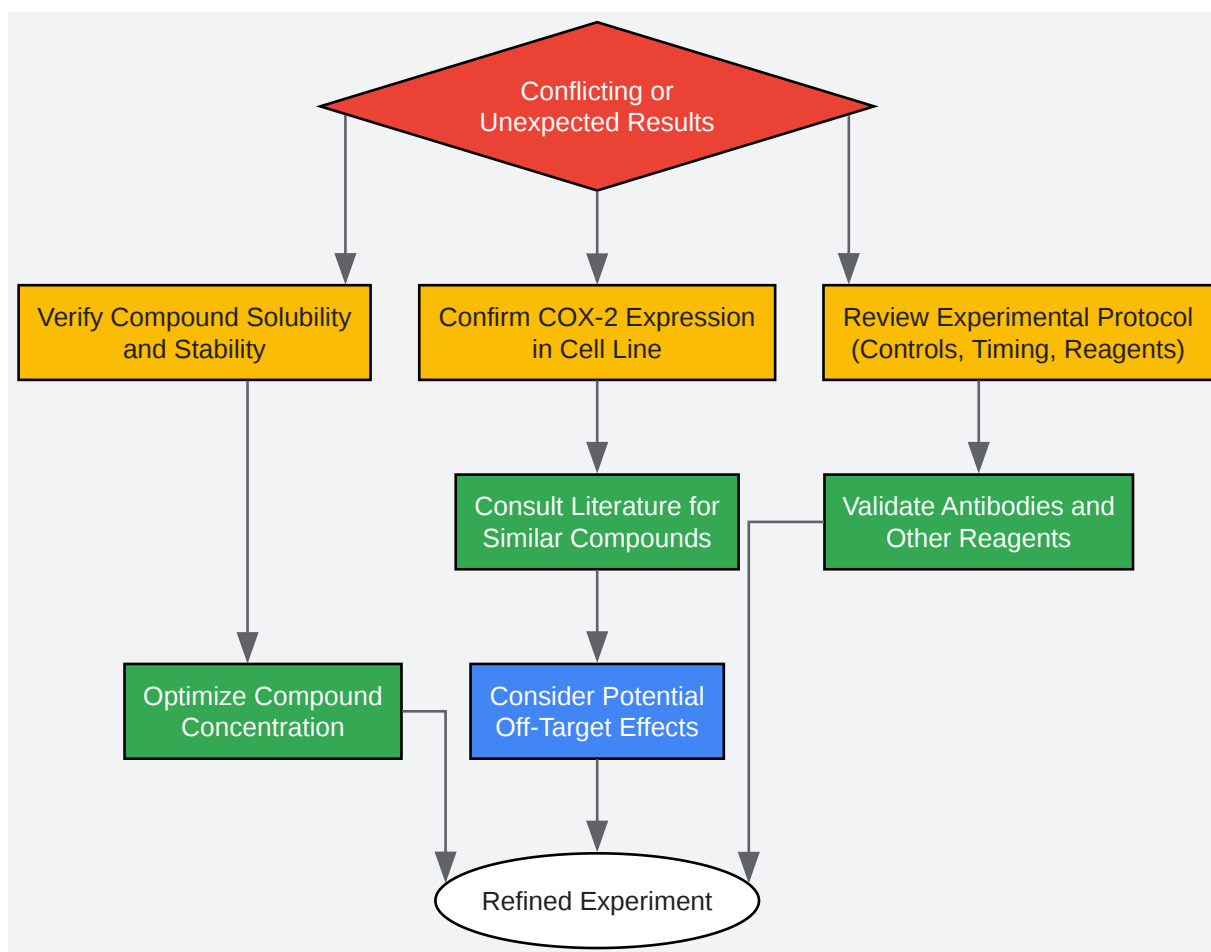 Conflicting or
Unexpected Results
Verify Compound Solubility
and Stability
Confirm COX-2 Expression
in Cell Line
Review Experimental Protocol
(Controls, Timing, Reagents)
Consult Literature for
Similar Compounds
Validate Antibodies and
Other Reagents
Optimize Compound
Concentration
Consider Potential
Off-Target Effects
Refined Experiment